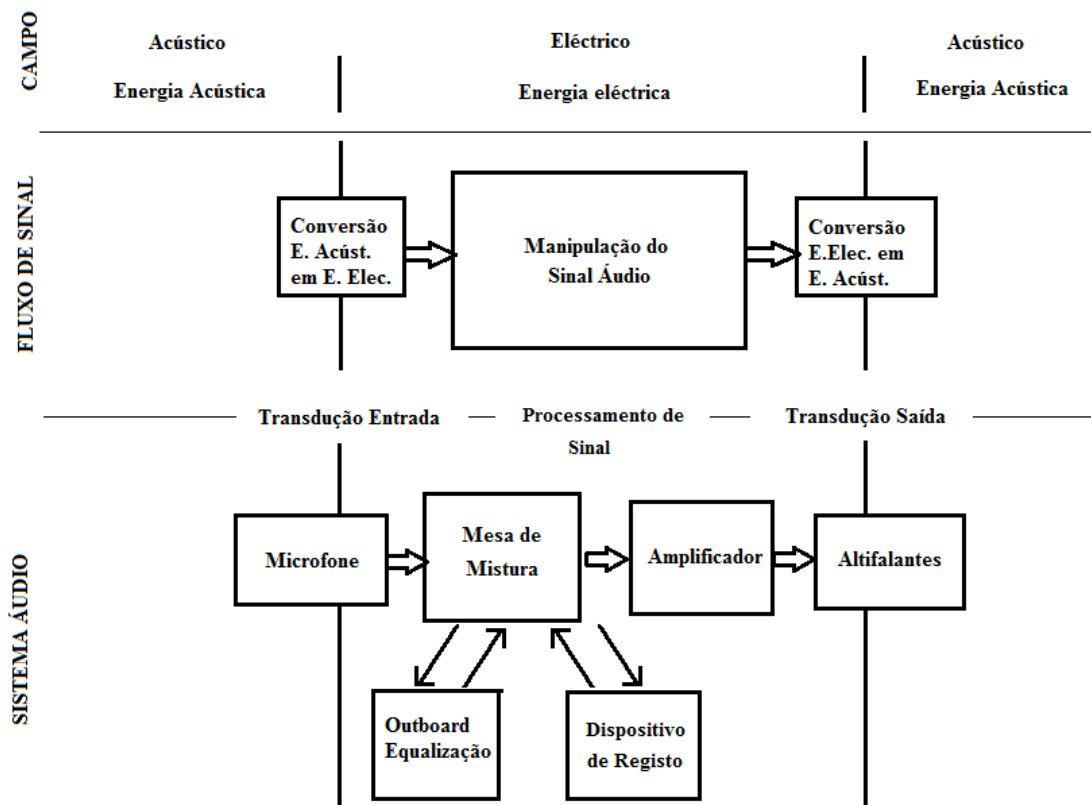 CAMPO
Acústico
Eléctrico
Acústico
Energia Acústica
Energia eléctrica
Energia Acústica
FLUXO DE SINAL
Conversão
E. Acúst.
em E. Elec.
Manipulação do
Sinal Áudio
Conversão
E.Elec. em
E. Acúst.
Transdução Entrada
Processamento de
Sinal
Transdução Saída
SISTEMA ÁUDIO
Microfone
Mesa de
Mistura
Amplificador
Altifalantes
Outboard
Equalização
Dispositivo
de Registo